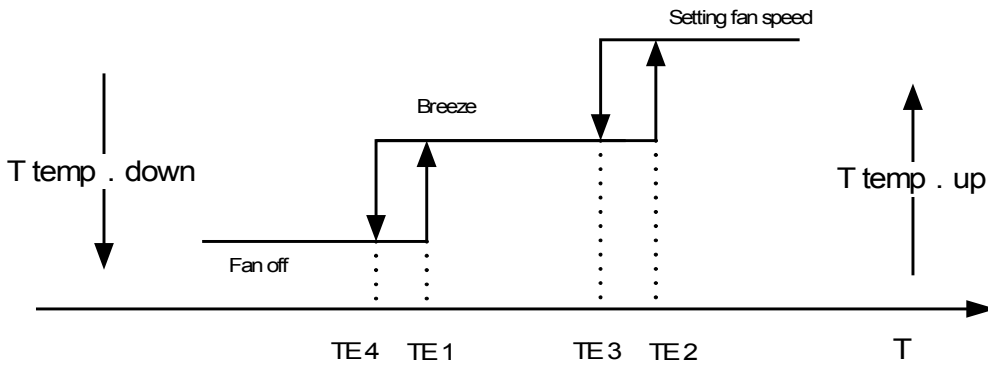 Setting fan speed
Breeze
T temp . down
T temp . up
Fan off
TE4 TE1 TE3 TE2 T